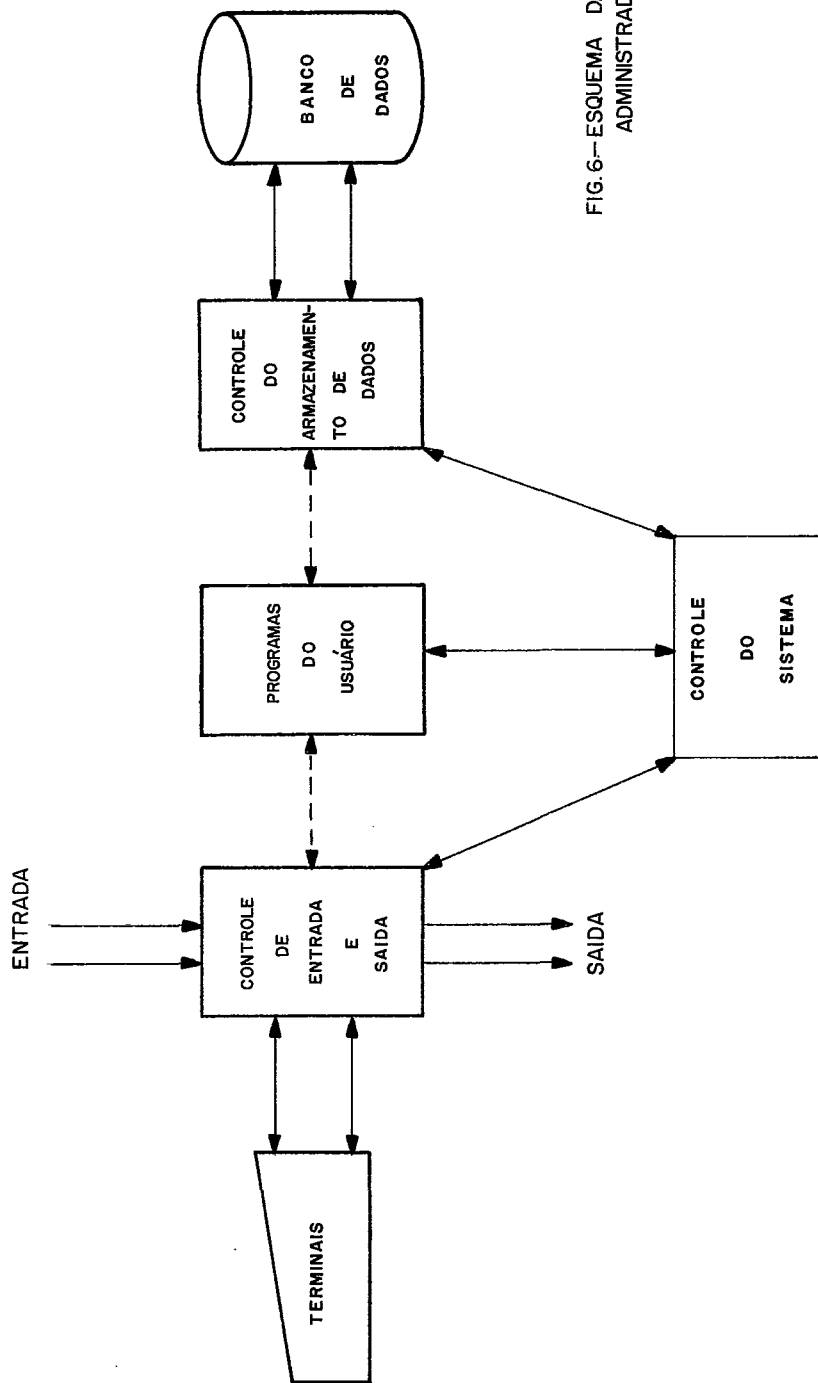 ENTRADA
TERMINAIS
CONTROLE
DE
ENTRADA
E
SAIDA
PROGRAMAS
DO
USUÁRIO
CONTROLE
DO
ARMAZENAMEN-
TO DE
DADOS
BANCO
DE
DADOS
SAIDA
FIG. 6.— ESQUEMA
ADMINISTRAD
CONTROLE
DO
SISTEMA